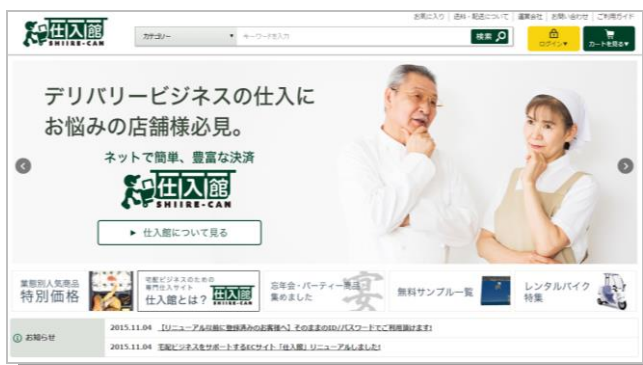 お気に入り | 送料・配送について | 運営会社 | お問い合わせ | ご利用ガイド
仕入館
SHIIRE-CAN
カテゴリー
キーワードを入力
検索
ログイン▼
カートを見る▼
デリバリービジネスの仕入に
お悩みの店舗様必見。
ネットで簡単、豊富な決済
仕入館
SHIIRE-CAN
▶ 仕入館について見る
業態別人気商品
特別価格
宅配ビジネスのための
専門仕入サイト
仕入館とは?
仕入館
SHIIRE-CAN
忘年会・パーティー商品
集めました
宴
無料サンプル一覧
レンタルバイク
特集
お知らせ
2015.11.04 【リニューアル以前に登録済みのお客様へ】そのままのID/パスワードでご利用頂けます!
2015.11.04 宅配ビジネスをサポートするECサイト「仕入館」リニューアルしました!